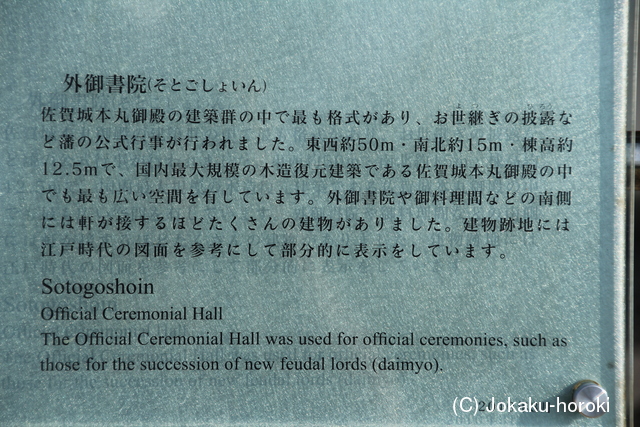 外御書院(そとごしょいん)
佐賀城本丸御殿の建築群の中で最も格式があり、お世継ぎの披露な
ど藩の公式行事が行われました。東西約50m・南北約15m・棟高約
12.5mで、国内最大規模の木造復元建築である佐賀城本丸御殿の中
でも最も広い空間を有しています。外御書院や御料理間などの南側
には軒が接するほどたくさんの建物がありました。建物跡地には
江戸時代の図面を参考にして部分的に表示をしています。
Sotogoshoin
Official Ceremonial Hall
The Official Ceremonial Hall was used for official ceremonies, such as
those for the succession of new feudal lords (daimyo).
(C) Jokaku-horoki